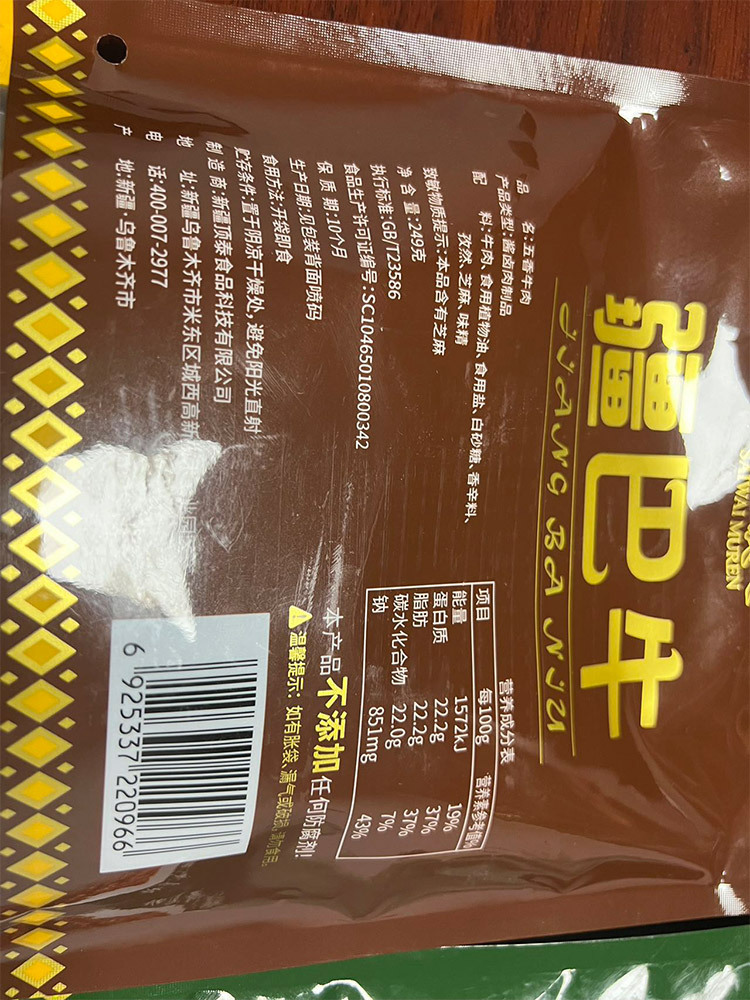 SAIWAI MUREN
疆巴牛
JIANG BA NIU
品 名:五香牛肉
产品类型:酱卤肉制品
配 料:牛肉、食用植物油、食用盐、白砂糖、香辛料、
孜然、芝麻、味精
致敏物质提示:本品含有芝麻
净 含 量:249克
执行标准:GB/T23586
食品生产许可证编号:SC10465010800342
保 质 期:10个月
生产日期:见包装背面喷码
食用方法:开袋即食
贮存条件:置于阴凉干燥处,避免阳光直射
制 造 商:新疆顶泰食品科技有限公司
地 址:新疆乌鲁木齐市米东区城西高新
电 话:400-007-2977
产 地:新疆·乌鲁木齐市
营养成分表
项目 每100g 营养素参考值%
能量 1572kJ 19%
蛋白质 22.2g 37%
脂肪 22.2g 37%
碳水化合物 22.0g 7%
钠 851mg 43%
本产品不添加任何防腐剂!
温馨提示: 如有胀袋、漏气或破损,请勿食用。
6 925337 220966